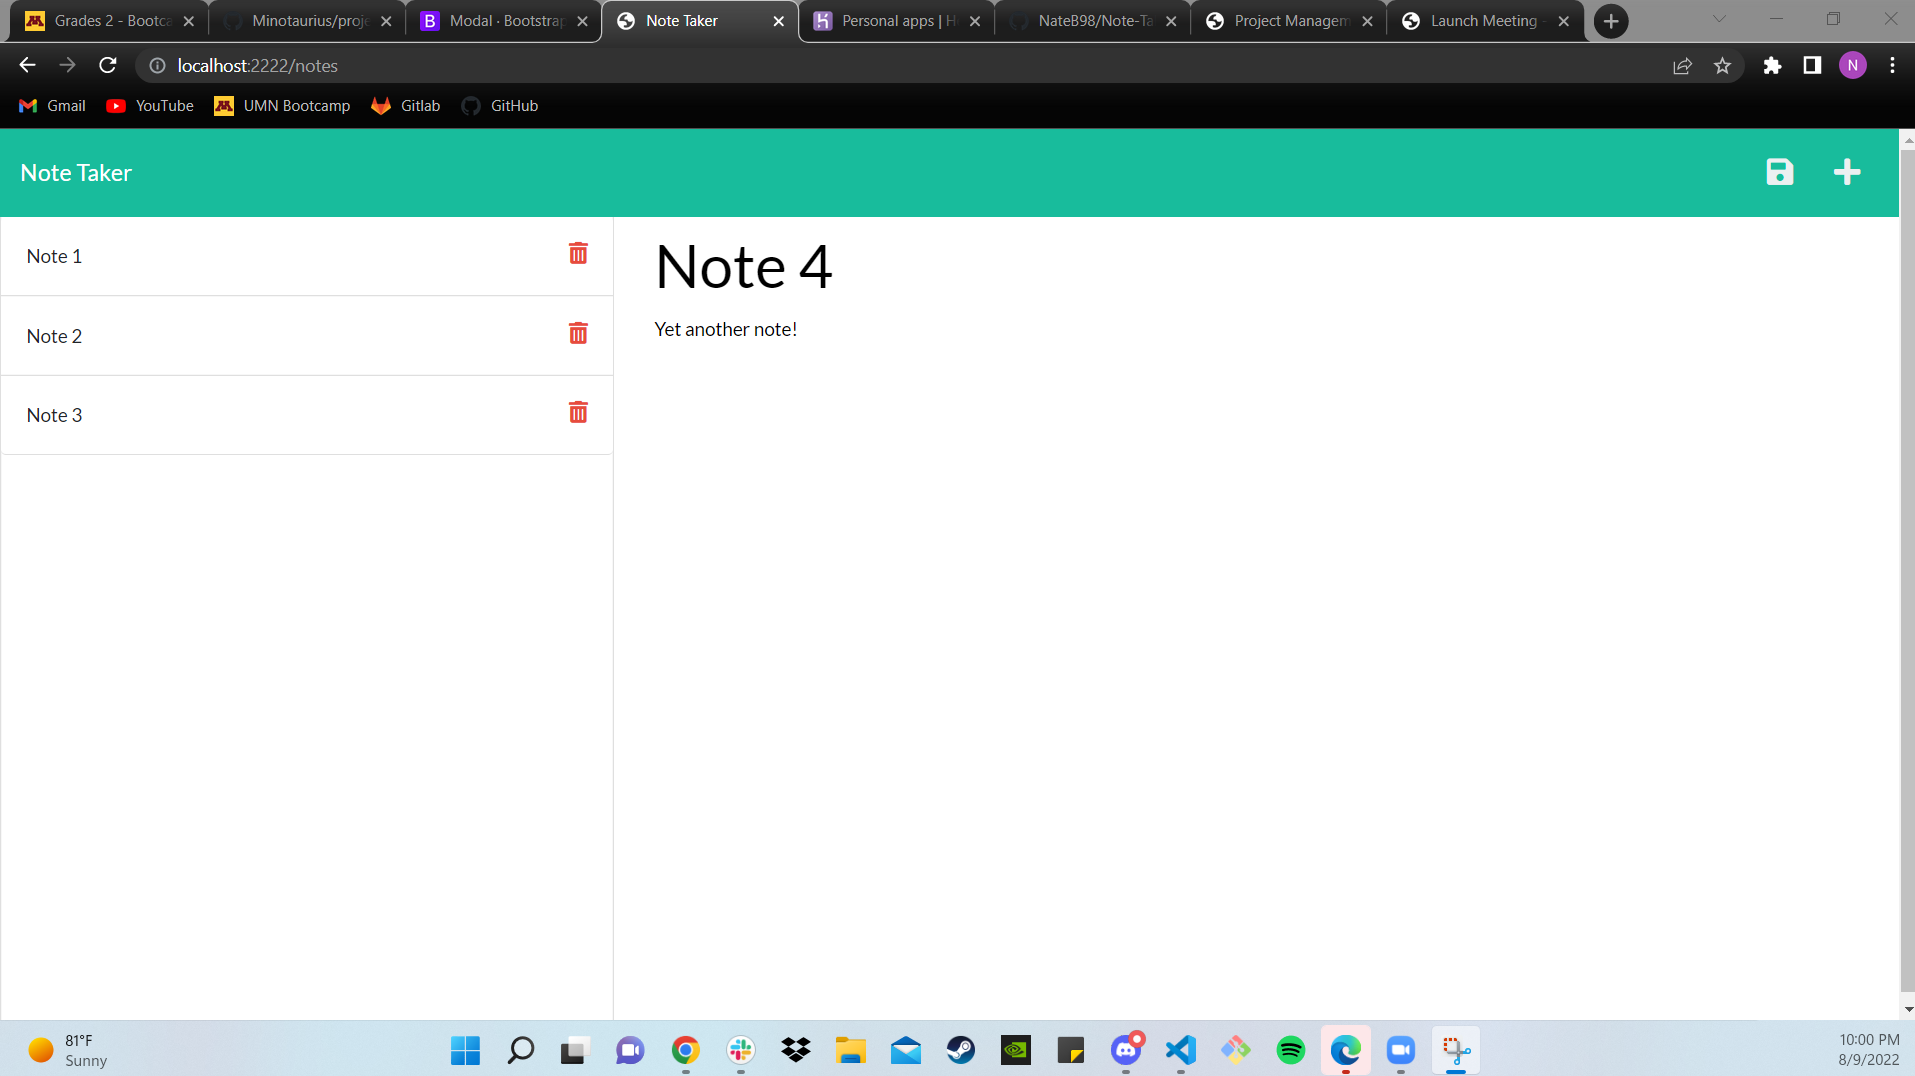 Grades 2 - Bootca
Minotaurius/proje
Modal · Bootstrap
Note Taker
Personal apps | H
NateB98/Note-Ta
Project Managem
Launch Meeting -
localhost:2222/notes
N
Gmail
YouTube
UMN Bootcamp
Gitlab
GitHub
Note Taker
Note 1
Note 2
Note 3
Note 4
Yet another note!
81°F
Sunny
10:00 PM
8/9/2022